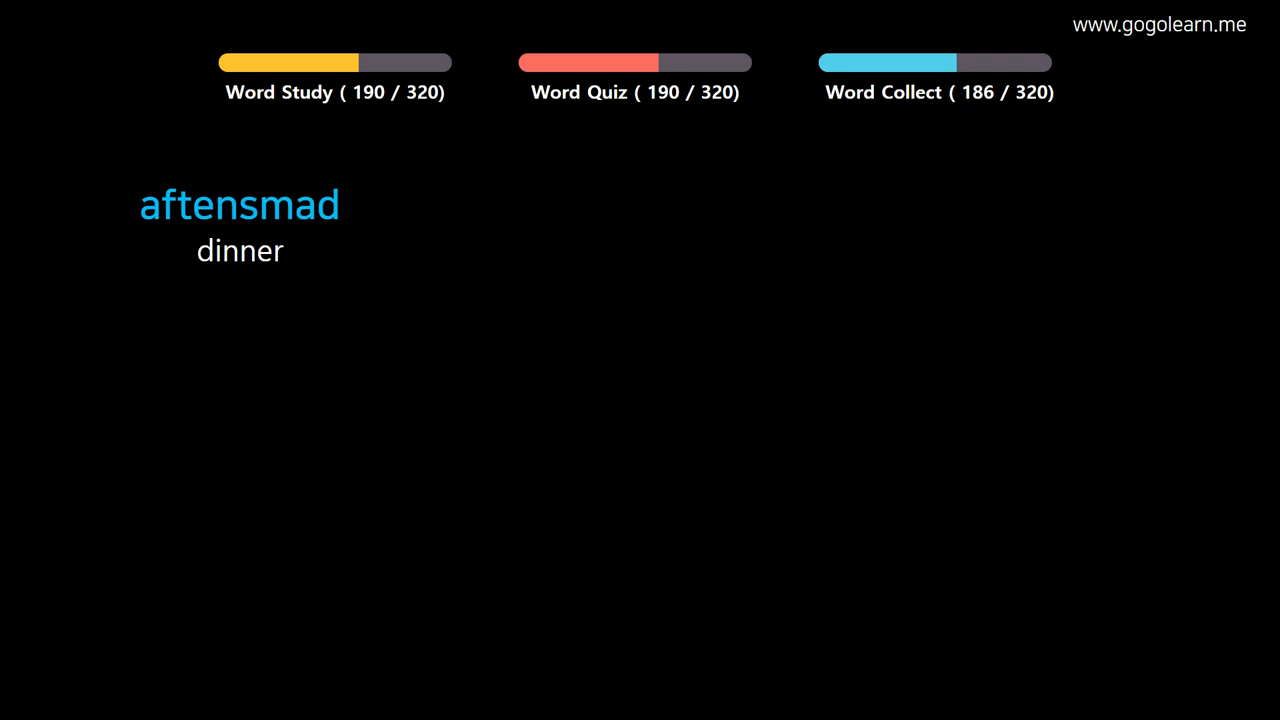 www.gogolearn.me
Word Study ( 190 / 320)
Word Quiz ( 190 / 320)
Word Collect ( 186 / 320)
aftensmad
dinner